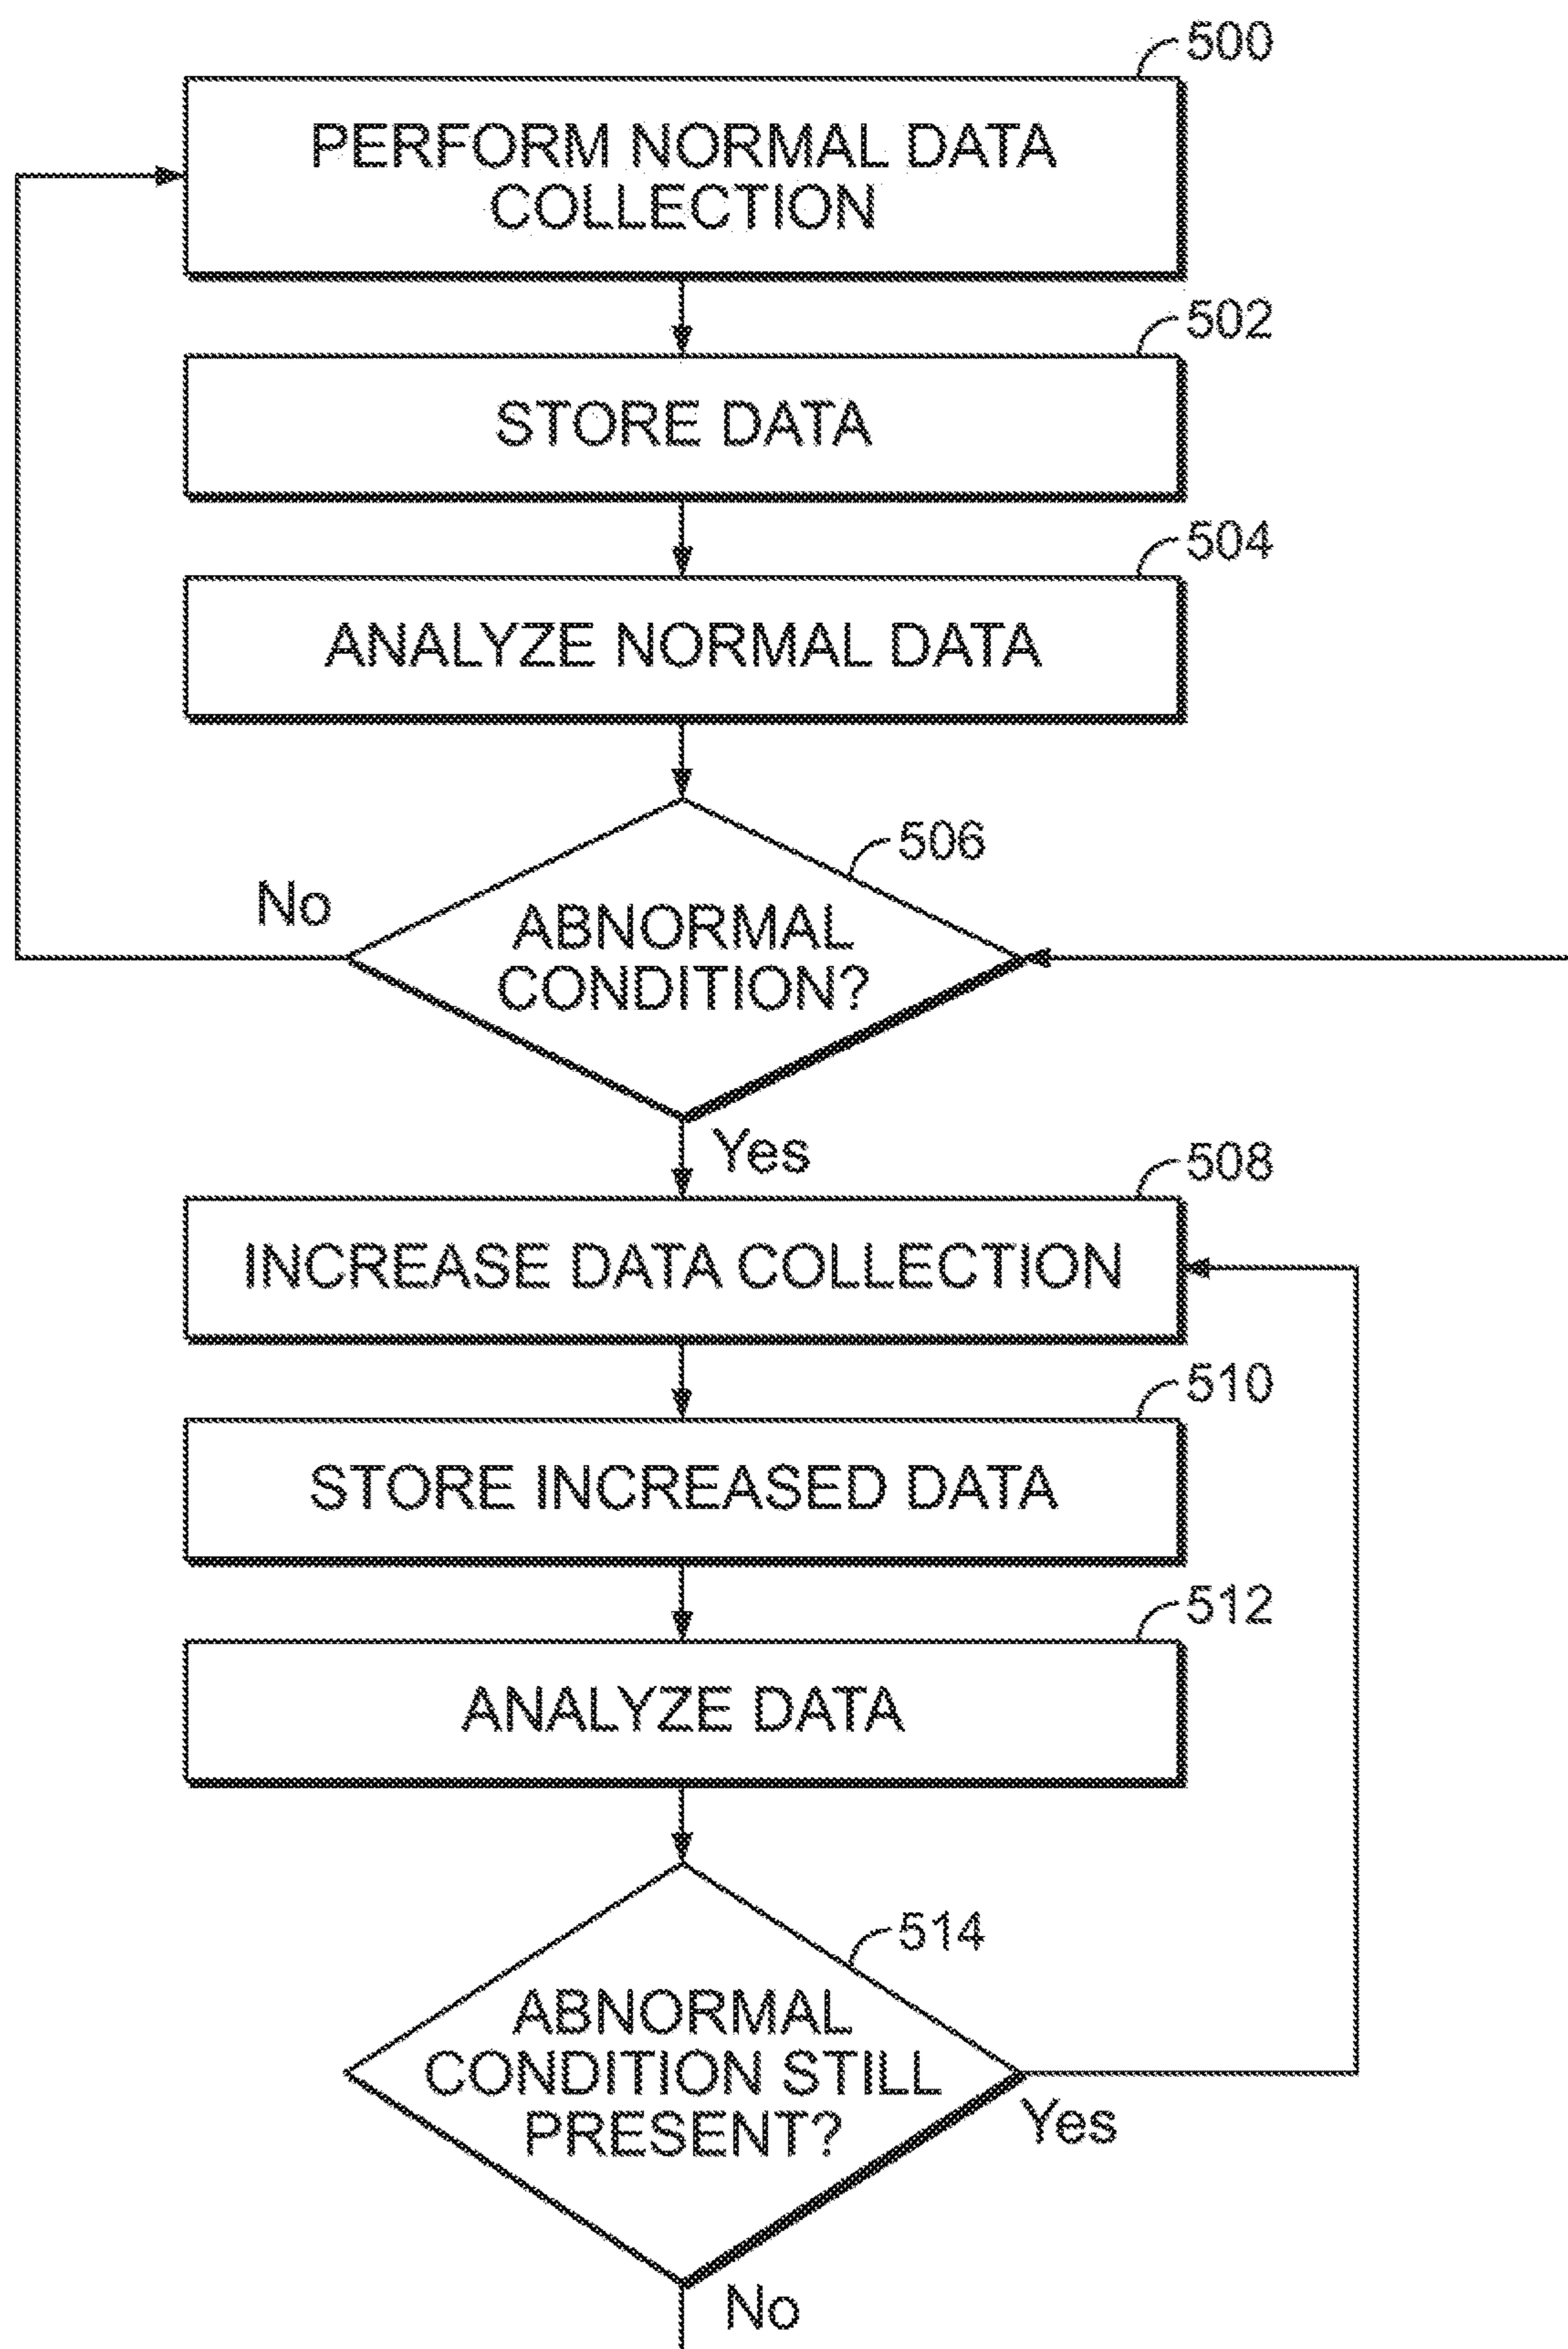 500
PERFORM NORMAL DATA
COLLECTION
502
STORE DATA
504
ANALYZE NORMAL DATA
506
No
ABNORMAL
CONDITION?
Yes
508
INCREASE DATA COLLECTION
510
STORE INCREASED DATA
512
ANALYZE DATA
514
ABNORMAL
CONDITION STILL
PRESENT?
Yes
No